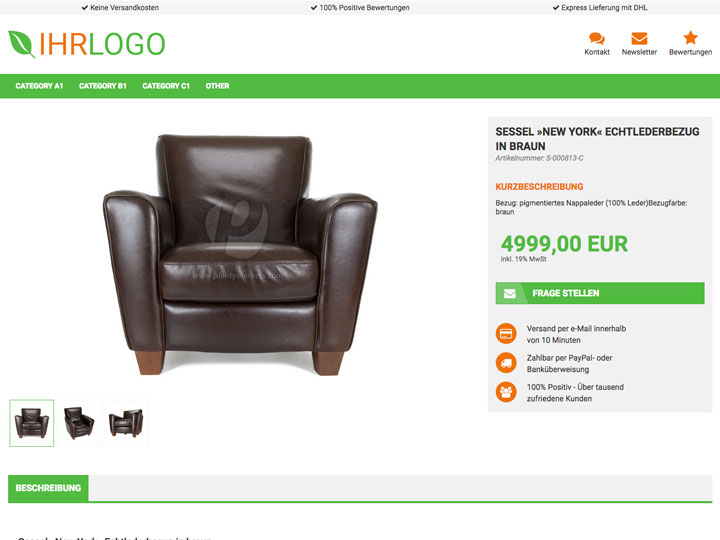 Keine Versandkosten
100% Positive Bewertungen
Express Lieferung mit DHL
IHRLOGO
Kontakt
Newsletter
Bewertungen
CATEGORY A1
CATEGORY B1
CATEGORY C1
OTHER
SESSEL »NEW YORK« ECHTLEDERBEZUG
IN BRAUN
Artikelnummer: S-000813-C
KURZBESCHREIBUNG
Bezug: pigmentiertes Nappaleder (100% Leder)Bezugfarbe:
braun
4999,00 EUR
inkl. 19% MwSt
FRAGE STELLEN
Versand per e-Mail innerhalb
von 10 Minuten
Zahlbar per PayPal- oder
Banküberweisung
100% Positiv - Über tausend
zufriedene Kunden
www.plentymarkets.com
BESCHREIBUNG